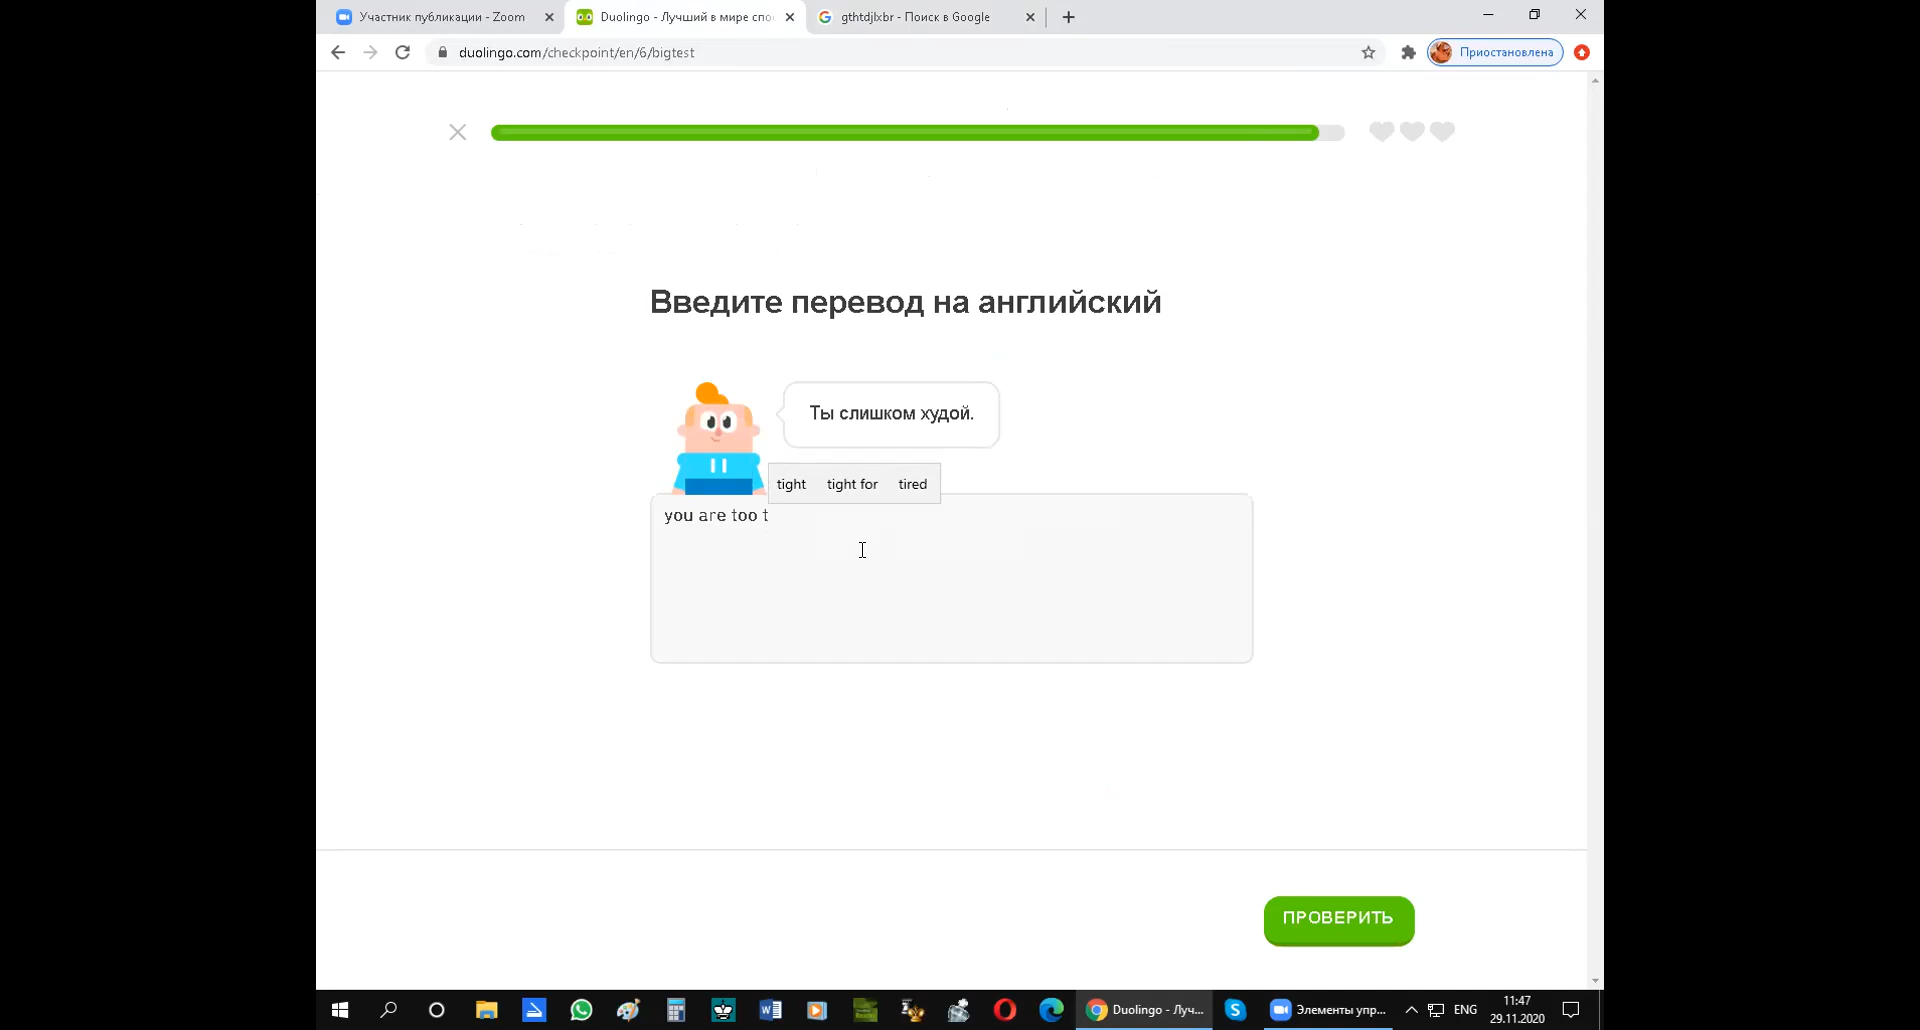 Участник публикации - Zoom
Duolingo - Лучший в мире спо
gthtdjlxbr - Поиск в Google
duolingo.com/checkpoint/en/6/bigtest
Приостановлена
Введите перевод на английский
Ты слишком худой.
tight tight for tired
you are too t
ПРОВЕРИТЬ
Duolingo - Луч...
Элементы упр...
ENG
11:47
29.11.2020